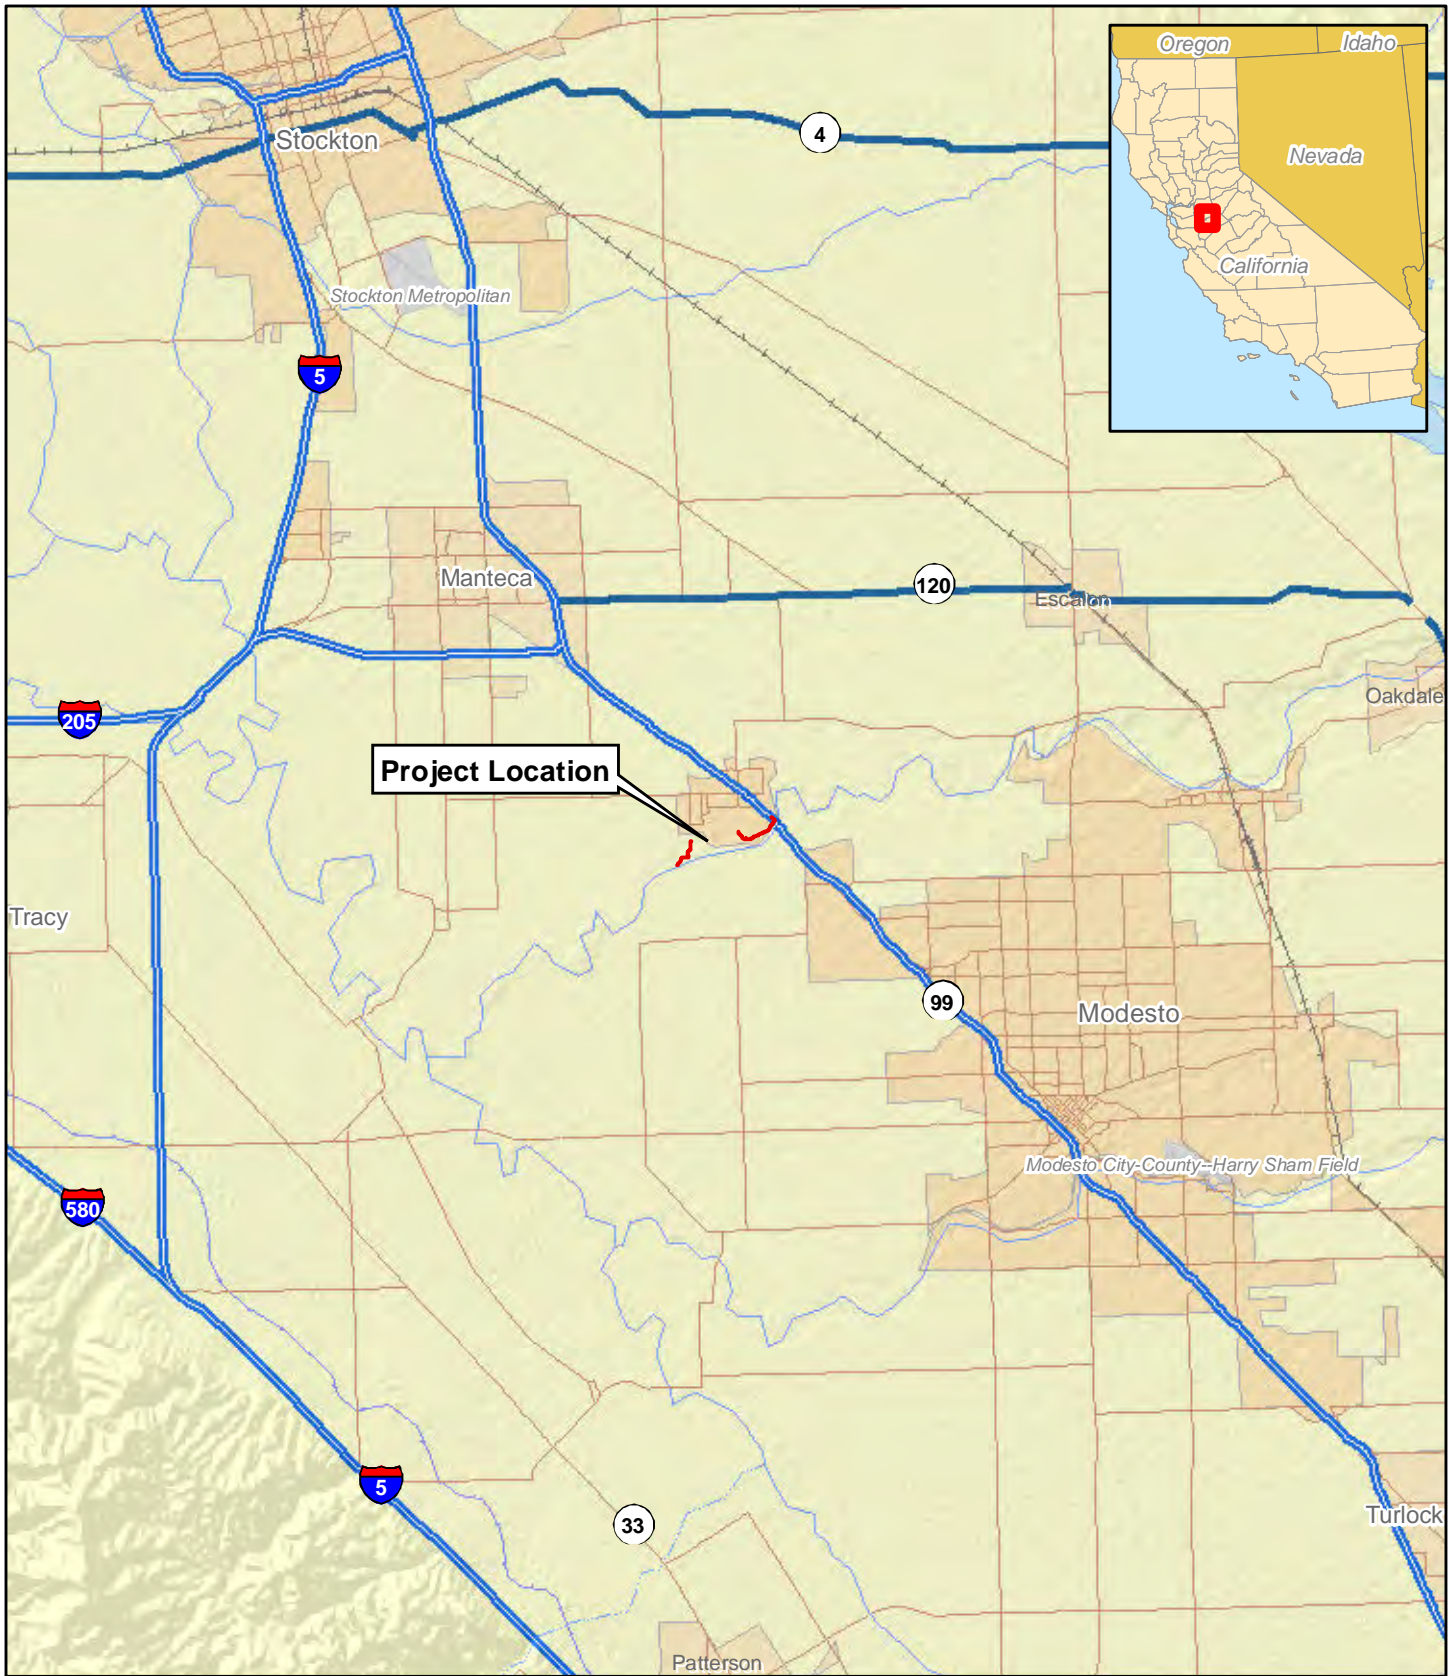 Oregon
Idaho
4
Stockton
Nevada
California
Stockton Metropolitan
5
Manteca
120
Escalon
Oakdale
205
Project Location
Tracy
99
Modesto
Modesto City-County--Harry Sham Field
580
5
33
Turlock
Patterson